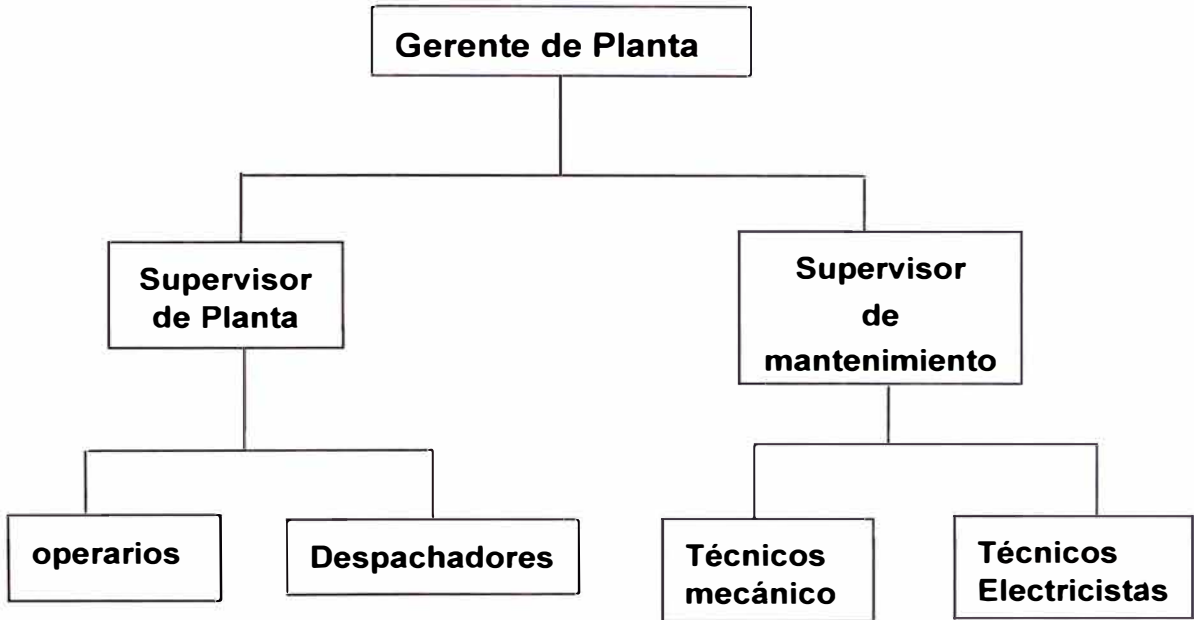 Gerente de Planta
Supervisor
de Planta
Supervisor
de
mantenimiento
operarios
Despachadores
Técnicos
mecánico
Técnicos
Electricistas